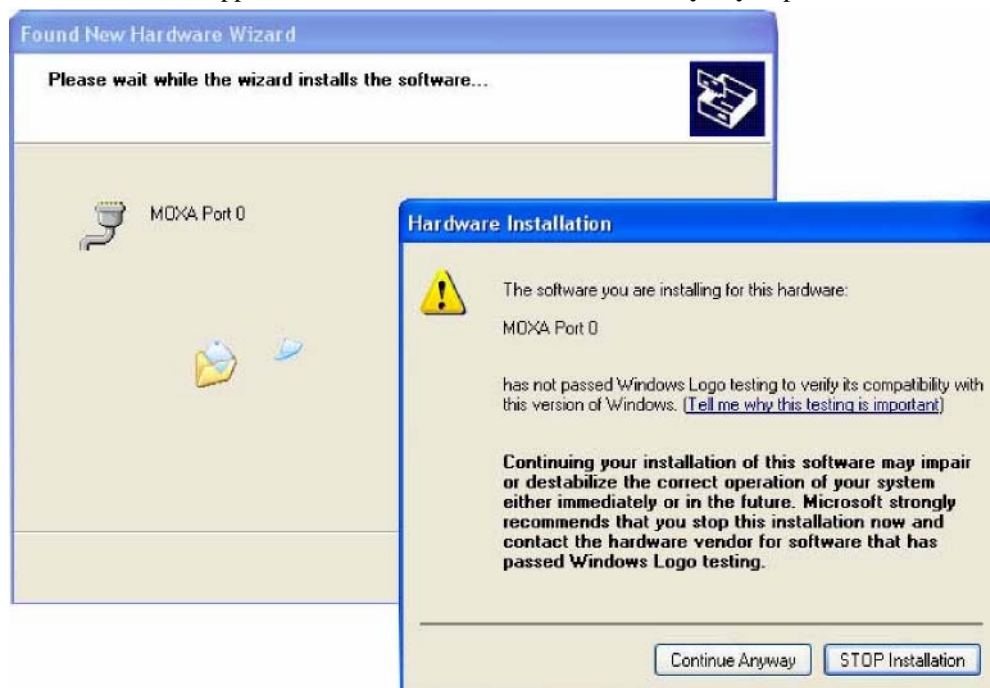 Found New Hardware Wizard
Please wait while the wizard installs the software...
MOXA Port 0
Hardware Installation
The software you are installing for this hardware:
MOXA Port 0
has not passed Windows Logo testing to verify its compatibility with
this version of Windows. (Tell me why this testing is important)
Continuing your installation of this software may impair
or destabilize the correct operation of your system
either immediately or in the future. Microsoft strongly
recommends that you stop this installation now and
contact the hardware vendor for software that has
passed Windows Logo testing.
Continue Anyway
STOP Installation